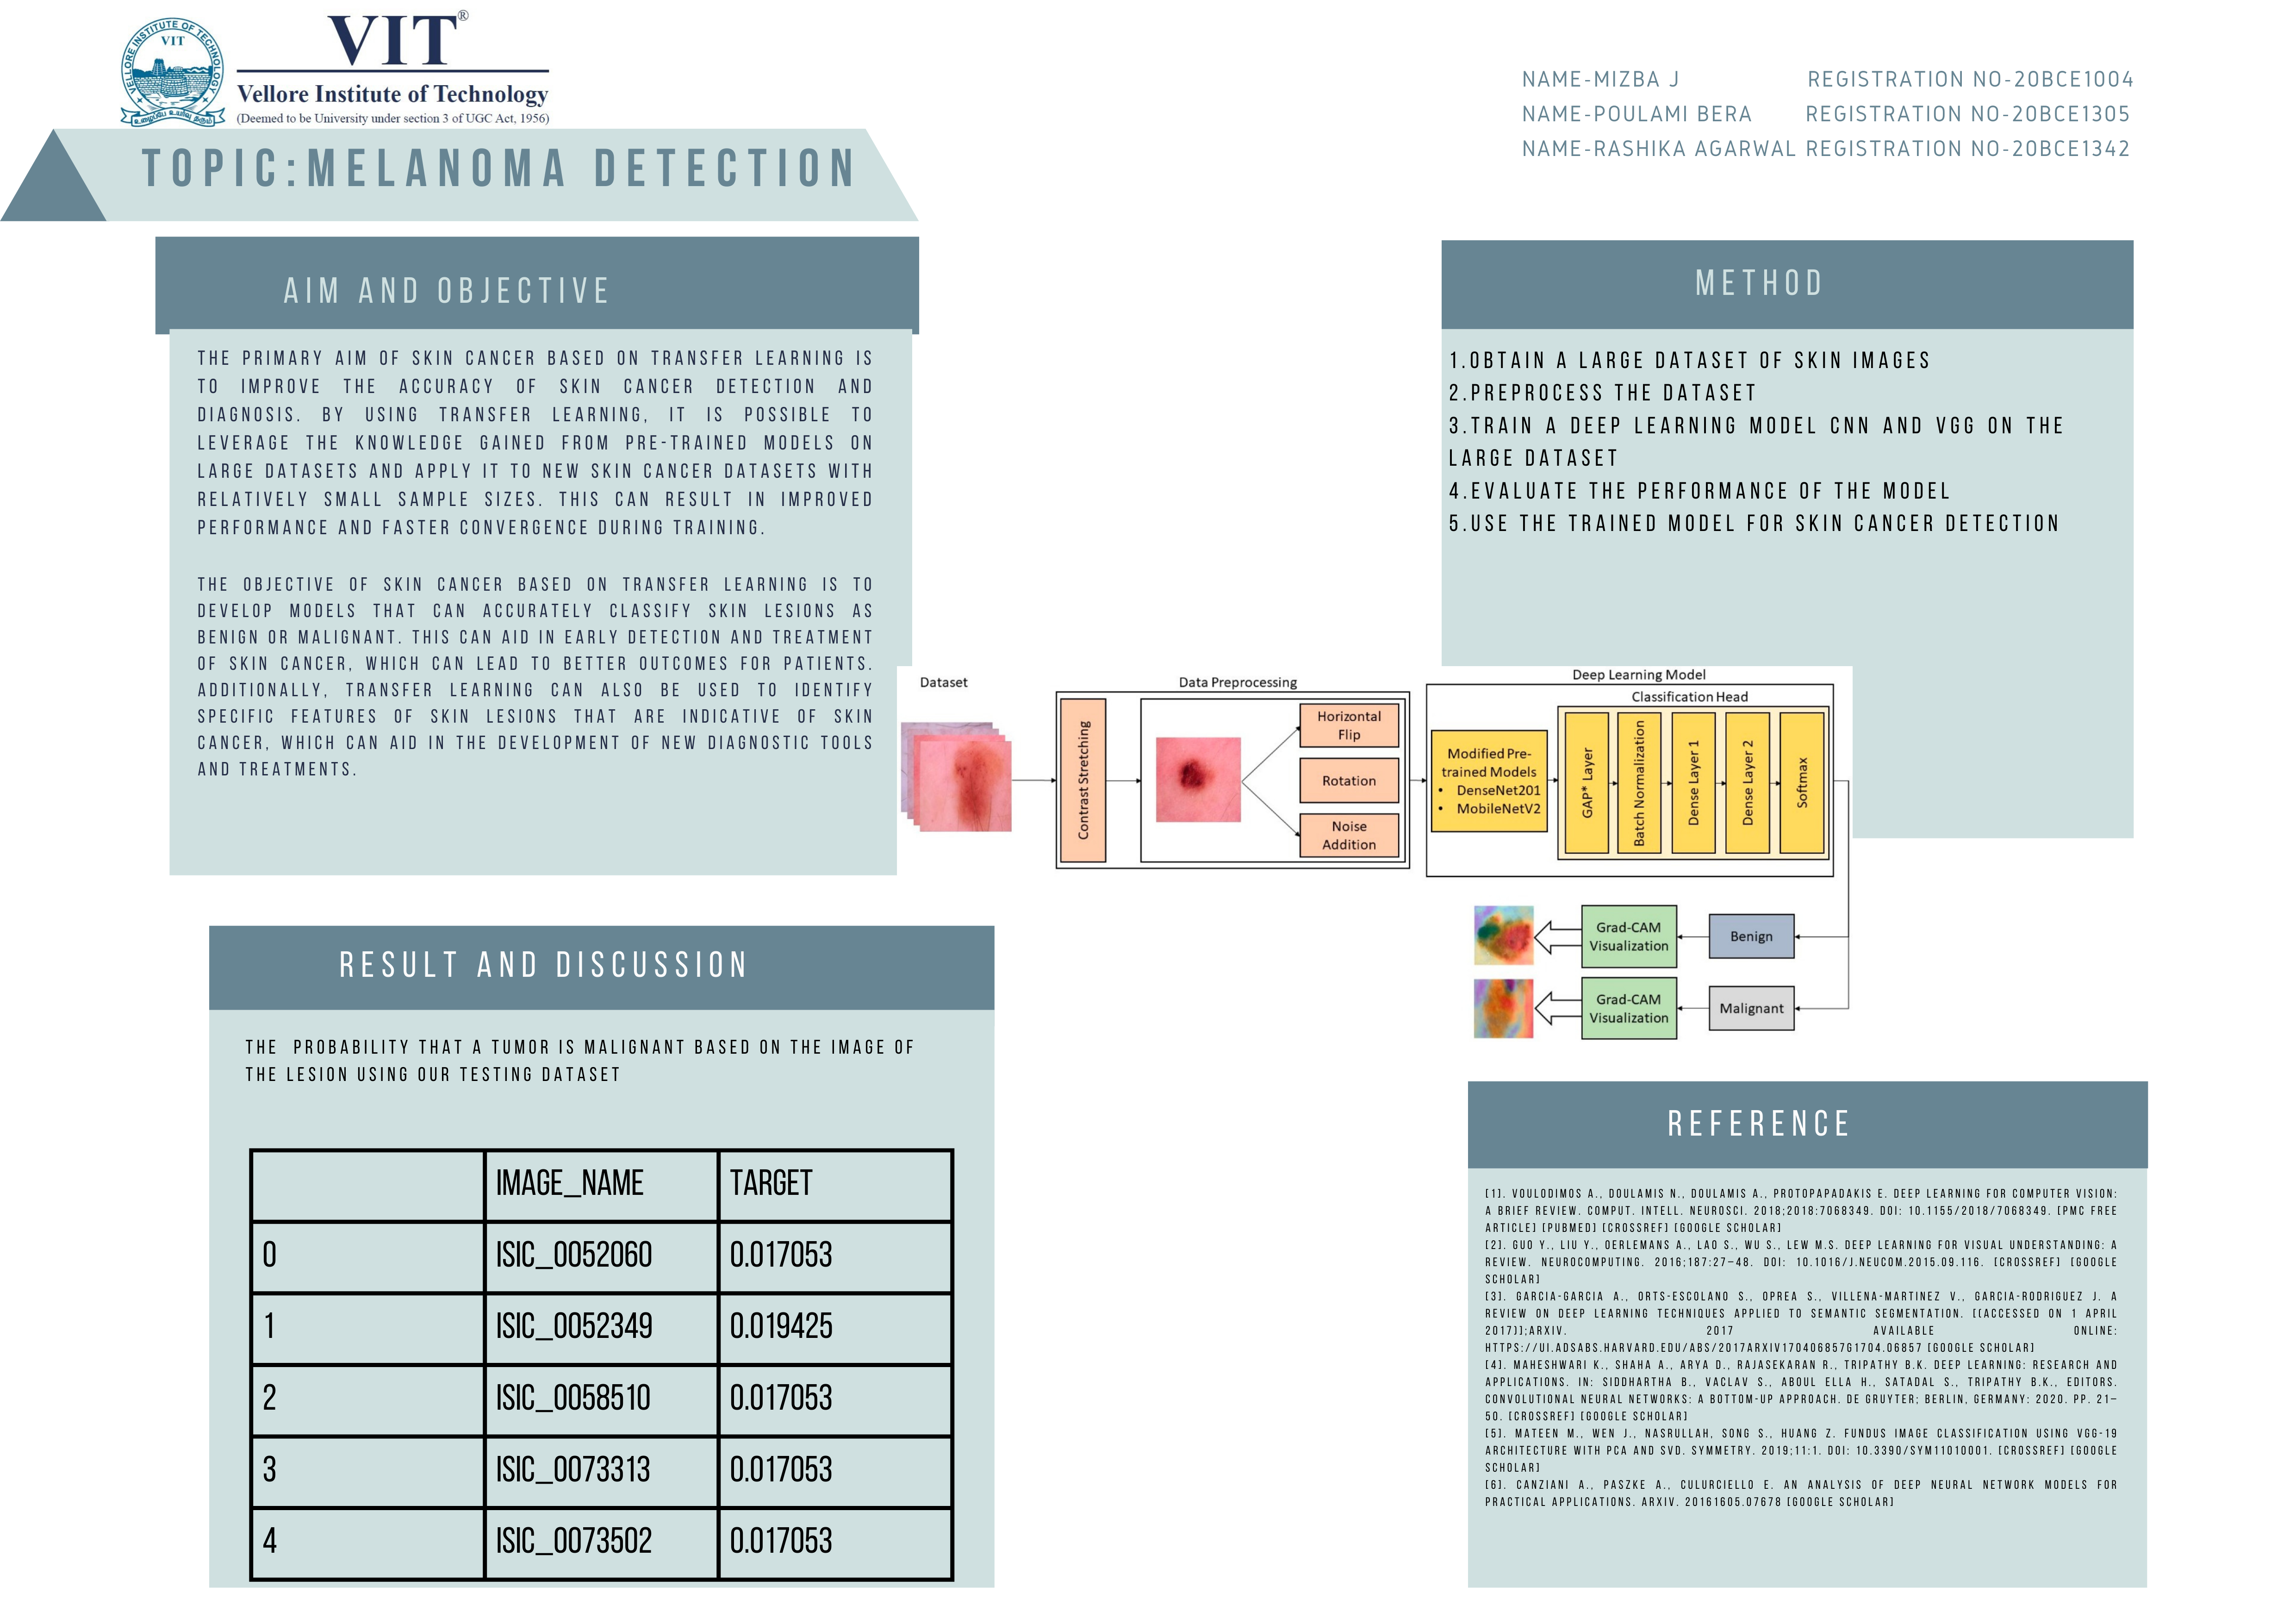 VELLORE INSTITUTE OF TECHNOLOGY
VIT
VIT®
Vellore Institute of Technology
(Deemed to be University under section 3 of UGC Act, 1956)
NAME-MIZBA J REGISTRATION NO-20BCE1004
NAME-POULAMI BERA REGISTRATION NO-20BCE1305
NAME-RASHIKA AGARWAL REGISTRATION NO-20BCE1342
TOPIC:MELANOMA DETECTION
AIM AND OBJECTIVE
THE PRIMARY AIM OF SKIN CANCER BASED ON TRANSFER LEARNING IS
TO IMPROVE THE ACCURACY OF SKIN CANCER DETECTION AND
DIAGNOSIS. BY USING TRANSFER LEARNING, IT IS POSSIBLE TO
LEVERAGE THE KNOWLEDGE GAINED FROM PRE-TRAINED MODELS ON
LARGE DATASETS AND APPLY IT TO NEW SKIN CANCER DATASETS WITH
RELATIVELY SMALL SAMPLE SIZES. THIS CAN RESULT IN IMPROVED
PERFORMANCE AND FASTER CONVERGENCE DURING TRAINING.
THE OBJECTIVE OF SKIN CANCER BASED ON TRANSFER LEARNING IS TO
DEVELOP MODELS THAT CAN ACCURATELY CLASSIFY SKIN LESIONS AS
BENIGN OR MALIGNANT. THIS CAN AID IN EARLY DETECTION AND TREATMENT
OF SKIN CANCER, WHICH CAN LEAD TO BETTER OUTCOMES FOR PATIENTS.
ADDITIONALLY, TRANSFER LEARNING CAN ALSO BE USED TO IDENTIFY
SPECIFIC FEATURES OF SKIN LESIONS THAT ARE INDICATIVE OF SKIN
CANCER, WHICH CAN AID IN THE DEVELOPMENT OF NEW DIAGNOSTIC TOOLS
AND TREATMENTS.
METHOD
1.OBTAIN A LARGE DATASET OF SKIN IMAGES
2.PREPROCESS THE DATASET
3.TRAIN A DEEP LEARNING MODEL CNN AND VGG ON THE
LARGE DATASET
4.EVALUATE THE PERFORMANCE OF THE MODEL
5.USE THE TRAINED MODEL FOR SKIN CANCER DETECTION
Dataset
Data Preprocessing
Contrast Stretching
Horizontal
Flip
Rotation
Noise
Addition
Deep Learning Model
Modified Pre-
trained Models
• DenseNet201
• MobileNetV2
Classification Head
GAP* Layer
Batch Normalization
Dense Layer 1
Dense Layer 2
Softmax
Grad-CAM
Visualization
Benign
Grad-CAM
Visualization
Malignant
RESULT AND DISCUSSION
THE PROBABILITY THAT A TUMOR IS MALIGNANT BASED ON THE IMAGE OF
THE LESION USING OUR TESTING DATASET
IMAGE_NAME TARGET
0 ISIC_0052060 0.017053
1 ISIC_0052349 0.019425
2 ISIC_0058510 0.017053
3 ISIC_0073313 0.017053
4 ISIC_0073502 0.017053
REFERENCE
[1]. VOULODIMOS A., DOULAMIS N., DOULAMIS A., PROTOPAPADAKIS E. DEEP LEARNING FOR COMPUTER VISION:
A BRIEF REVIEW. COMPUT. INTELL. NEUROSCI. 2018;2018:7068349. DOI: 10.1155/2018/7068349. [PMC FREE
ARTICLE] [PUBMED] [CROSSREF] [GOOGLE SCHOLAR]
[2]. GUO Y., LIU Y., OERLEMANS A., LAO S., WU S., LEW M.S. DEEP LEARNING FOR VISUAL UNDERSTANDING: A
REVIEW. NEUROCOMPUTING. 2016;187:27–48. DOI: 10.1016/J.NEUCOM.2015.09.116. [CROSSREF] [GOOGLE
SCHOLAR]
[3]. GARCIA-GARCIA A., ORTS-ESCOLANO S., OPREA S., VILLENA-MARTINEZ V., GARCIA-RODRIGUEZ J. A
REVIEW ON DEEP LEARNING TECHNIQUES APPLIED TO SEMANTIC SEGMENTATION. [(ACCESSED ON 1 APRIL
2017)];ARXIV. 2017 AVAILABLE ONLINE:
HTTPS://UI.ADSABS.HARVARD.EDU/ABS/2017ARXIV170406857G1704.06857 [GOOGLE SCHOLAR]
[4]. MAHESHWARI K., SHAHA A., ARYA D., RAJASEKARAN R., TRIPATHY B.K. DEEP LEARNING: RESEARCH AND
APPLICATIONS. IN: SIDDHARTHA B., VACLAV S., ABOUL ELLA H., SATADAL S., TRIPATHY B.K., EDITORS.
CONVOLUTIONAL NEURAL NETWORKS: A BOTTOM-UP APPROACH. DE GRUYTER; BERLIN, GERMANY: 2020. PP. 21–
50. [CROSSREF] [GOOGLE SCHOLAR]
[5]. MATEEN M., WEN J., NASRULLAH, SONG S., HUANG Z. FUNDUS IMAGE CLASSIFICATION USING VGG-19
ARCHITECTURE WITH PCA AND SVD. SYMMETRY. 2019;11:1. DOI: 10.3390/SYM11010001. [CROSSREF] [GOOGLE
SCHOLAR]
[6]. CANZIANI A., PASZKE A., CULURCIELLO E. AN ANALYSIS OF DEEP NEURAL NETWORK MODELS FOR
PRACTICAL APPLICATIONS. ARXIV. 20161605.07678 [GOOGLE SCHOLAR]